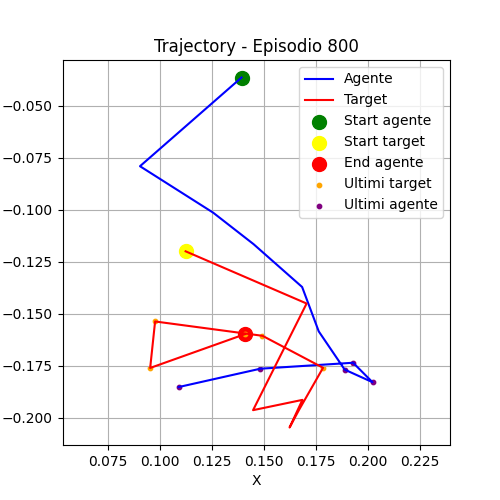 Trajectory - Episodio 800
Agente
Target
Start agente
Start target
End agente
Ultimi target
Ultimi agente
−0.050
−0.075
−0.100
−0.125
−0.150
−0.175
−0.200
0.075 0.100 0.125 0.150 0.175 0.200 0.225
X